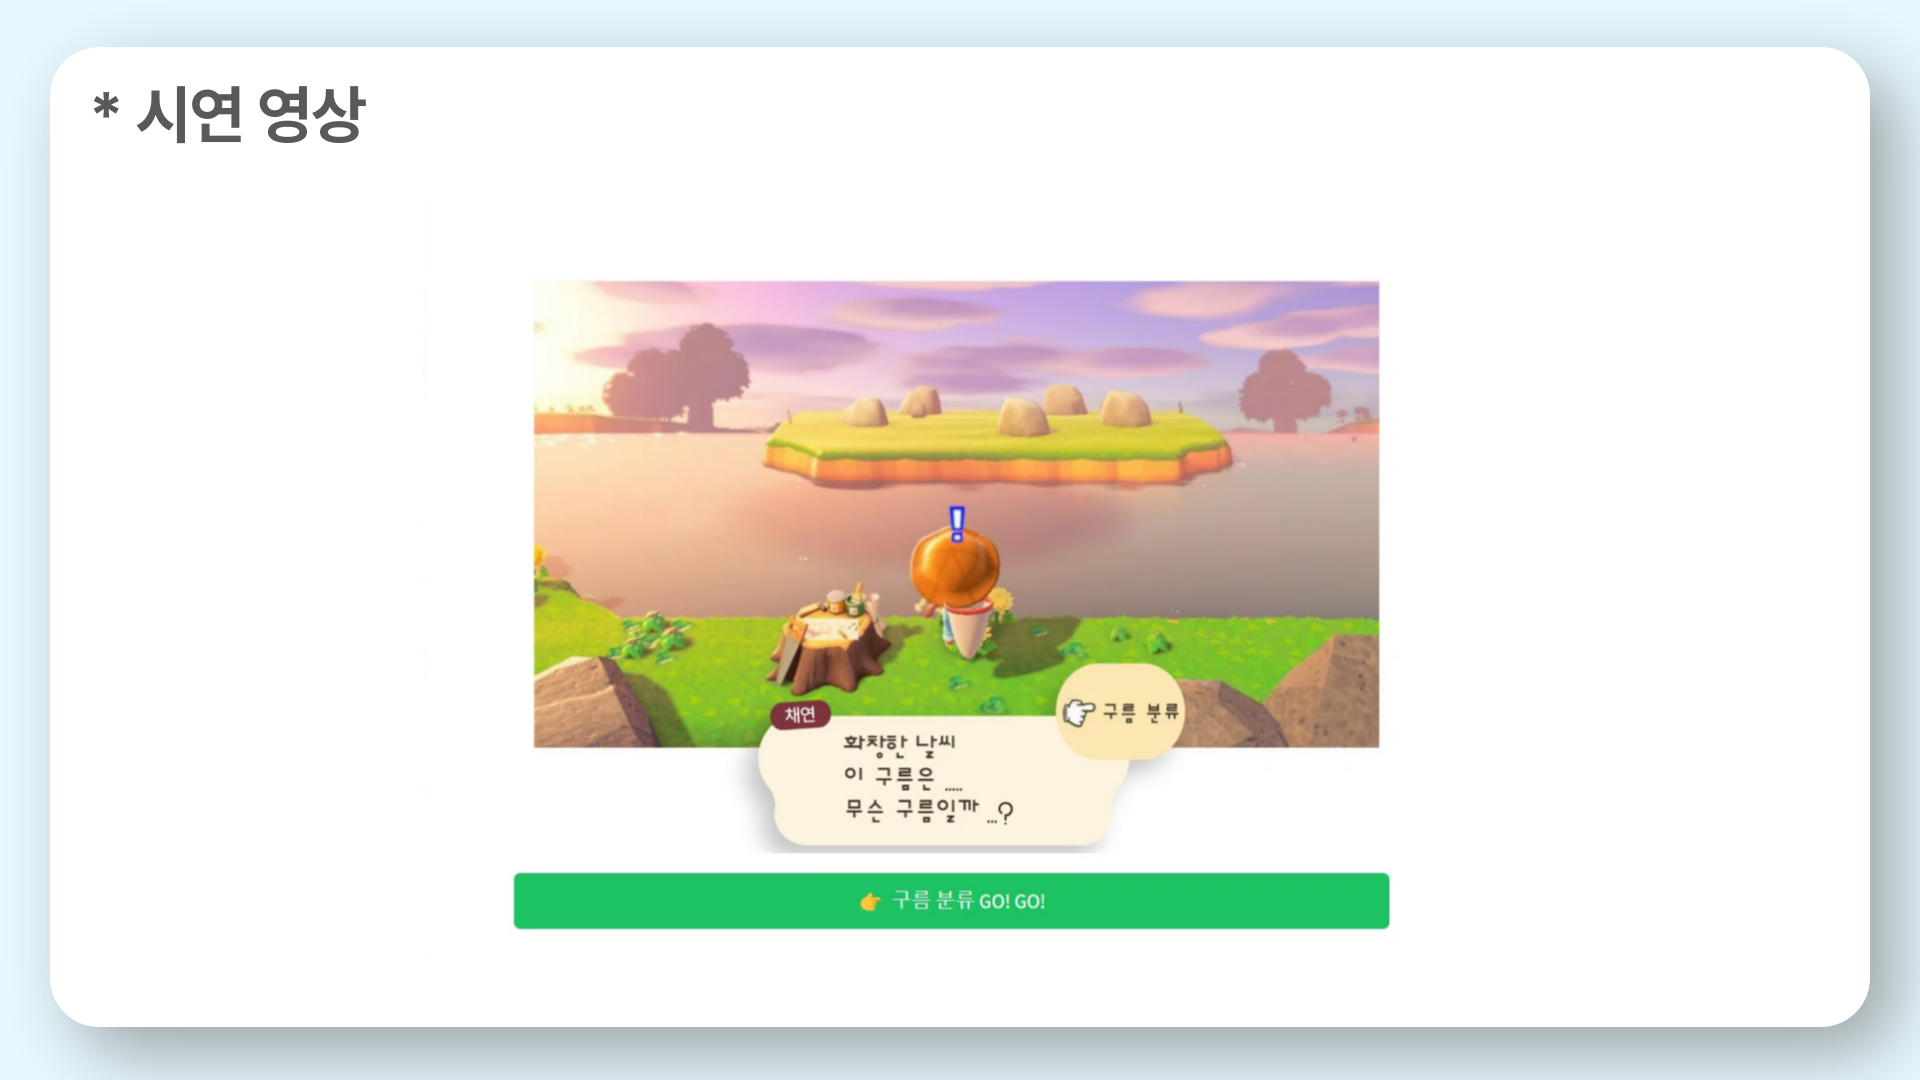 * 시연 영상
!
채연
👉 구름 분류
화창한 날씨
이 구름은 .....
무슨 구름일까 ...?
👉 구름 분류 GO! GO!